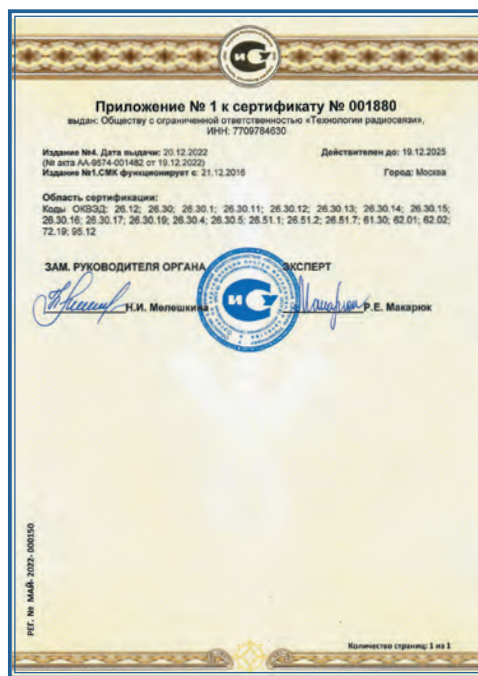 Приложение № 1 к сертификату № 001880
выдан: Обществу с ограниченной ответственностью «Технологии радиосвязи»,
ИНН: 7709784630
Издание №4. Дата выдачи: 20.12.2022 Действителен до: 19.12.2025
(№ акта АА-9574-001482 от 19.12.2022)
Издание №1.СМК функционирует с: 21.12.2016 Город: Москва
Область сертификации:
Коды ОКВЭД: 26.12; 26.30; 26.30.1; 26.30.11; 26.30.12; 26.30.13; 26.30.14; 26.30.15;
26.30.16; 26.30.17; 26.30.19; 26.30.4; 26.30.5; 26.51.1; 26.51.2; 26.51.7; 61.30; 62.01; 62.02;
72.19; 95.12
ЗАМ. РУКОВОДИТЕЛЯ ОРГАНА ЭКСПЕРТ
Н.И. Мелешкина Р.Е. Макарюк
РЕГ. № МАЙ- 2022- 000150
Количество страниц: 1 из 1